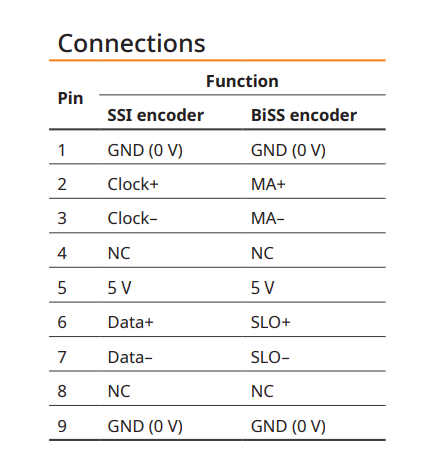 Connections
Pin Function
SSI encoder BiSS encoder
1 GND (0 V) GND (0 V)
2 Clock+ MA+
3 Clock– MA–
4 NC NC
5 5 V 5 V
6 Data+ SLO+
7 Data– SLO–
8 NC NC
9 GND (0 V) GND (0 V)